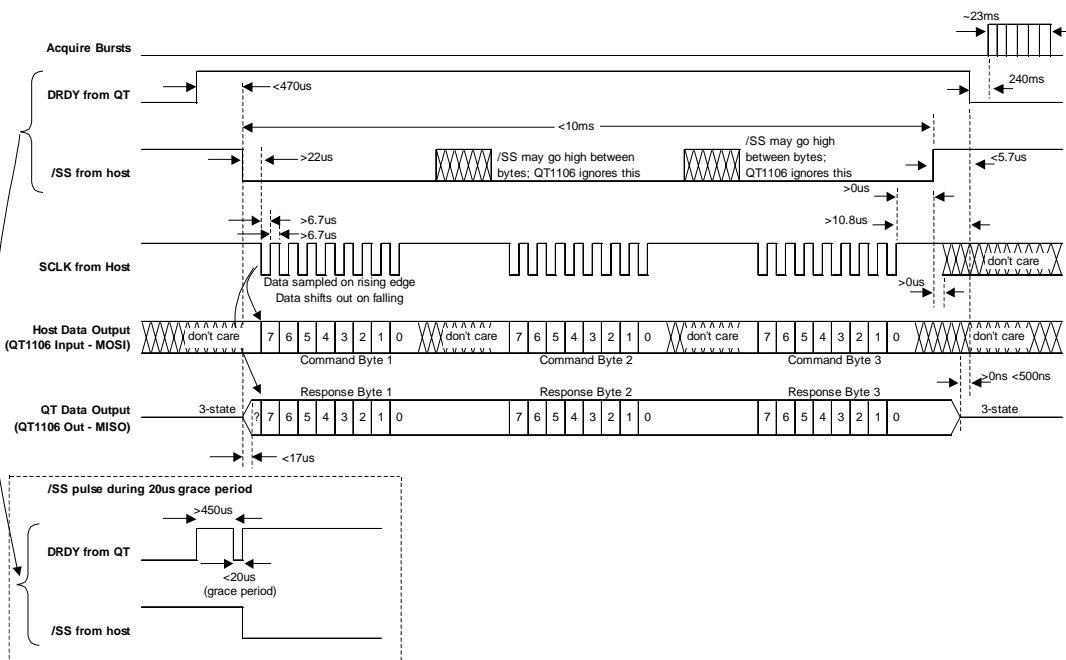 ~23ms
Acquire Bursts
DRDY from QT
<470us
240ms
<10ms
/SS from host
>22us
/SS may go high between
bytes; QT1106 ignores this
/SS may go high
between bytes;
QT1106 ignores this
<5.7us
>0us
>6.7us
>6.7us
>10.8us
SCLK from Host
don't care
Data sampled on rising edge
Data shifts out on falling
>0us
Host Data Output
(QT1106 Input - MOSI)
don't care 7 6 5 4 3 2 1 0 don't care 7 6 5 4 3 2 1 0 don't care 7 6 5 4 3 2 1 0 don't care
Command Byte 1 Command Byte 2 Command Byte 3
>0ns <500ns
Response Byte 1 Response Byte 2 Response Byte 3
QT Data Output
(QT1106 Out - MISO)
3-state ? 7 6 5 4 3 2 1 0 7 6 5 4 3 2 1 0 7 6 5 4 3 2 1 0 3-state
<17us
/SS pulse during 20us grace period
>450us
DRDY from QT
<20us
(grace period)
/SS from host